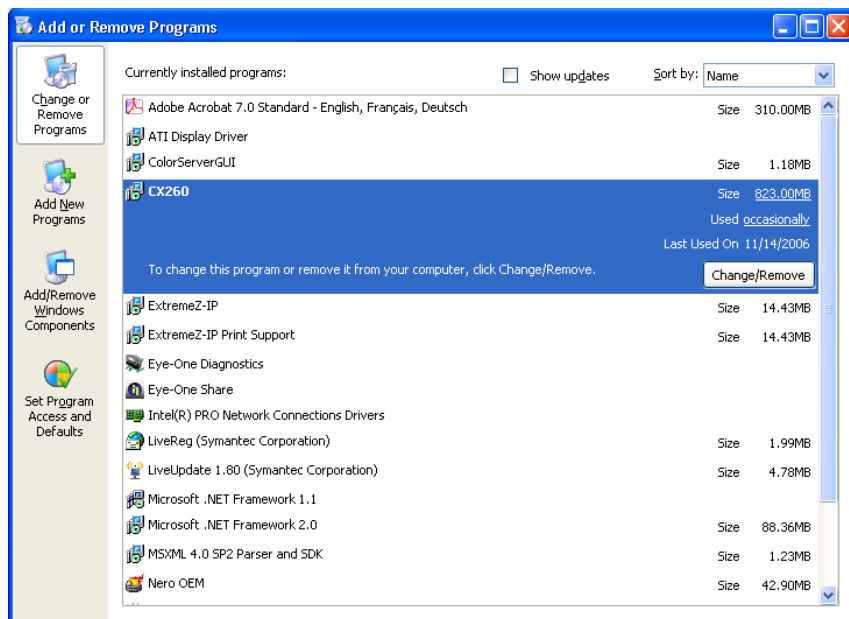 Add or Remove Programs
Change or
Remove
Programs
Add New
Programs
Add/Remove
Windows
Components
Set Program
Access and
Defaults
Currently installed programs:
Show updates
Sort by: Name
Adobe Acrobat 7.0 Standard - English, Français, Deutsch Size 310.00MB
ATI Display Driver
ColorServerGUI Size 1.18MB
CX260 Size 823.00MB
Used occasionally
Last Used On 11/14/2006
To change this program or remove it from your computer, click Change/Remove. Change/Remove
ExtremeZ-IP Size 14.43MB
ExtremeZ-IP Print Support Size 14.43MB
Eye-One Diagnostics
Eye-One Share
Intel(R) PRO Network Connections Drivers
LiveReg (Symantec Corporation) Size 1.99MB
LiveUpdate 1.80 (Symantec Corporation) Size 4.78MB
Microsoft .NET Framework 1.1
Microsoft .NET Framework 2.0 Size 88.36MB
MSXML 4.0 SP2 Parser and SDK Size 1.23MB
Nero OEM Size 42.90MB